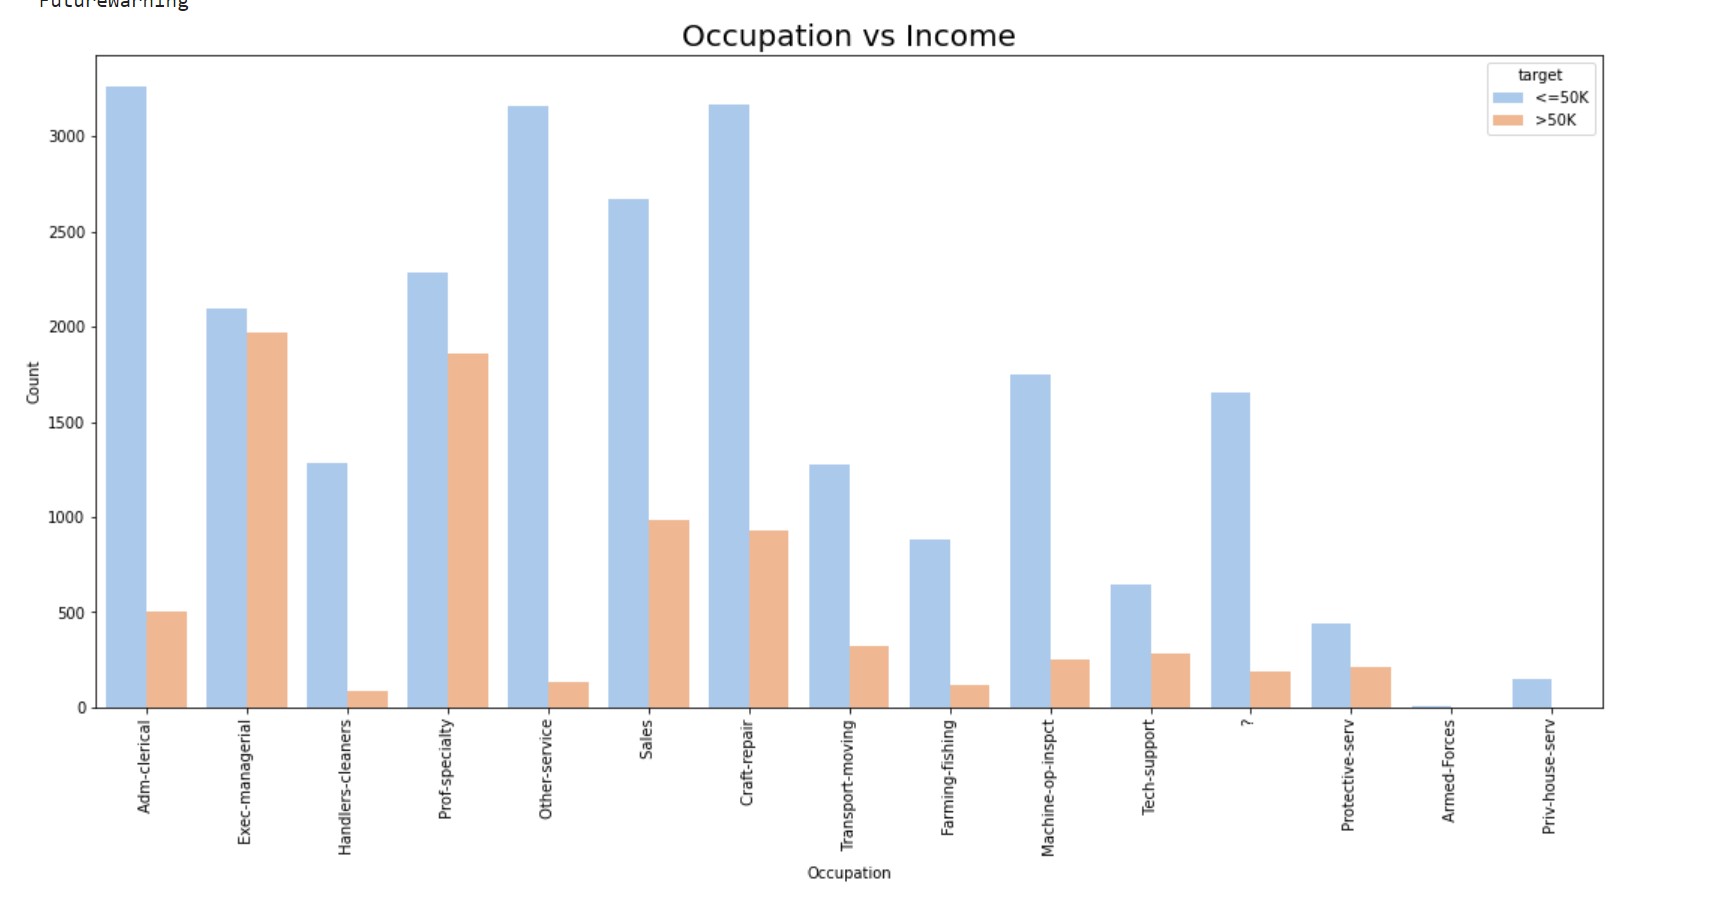 FutureWarning
Occupation vs Income
target
<=50K
>50K
3000
2500
2000
1500
1000
500
0
Count
Adm-clerical
Exec-managerial
Handlers-cleaners
Prof-specialty
Other-service
Sales
Craft-repair
Transport-moving
Farming-fishing
Machine-op-inspct
Tech-support
?
Protective-serv
Armed-Forces
Priv-house-serv
Occupation